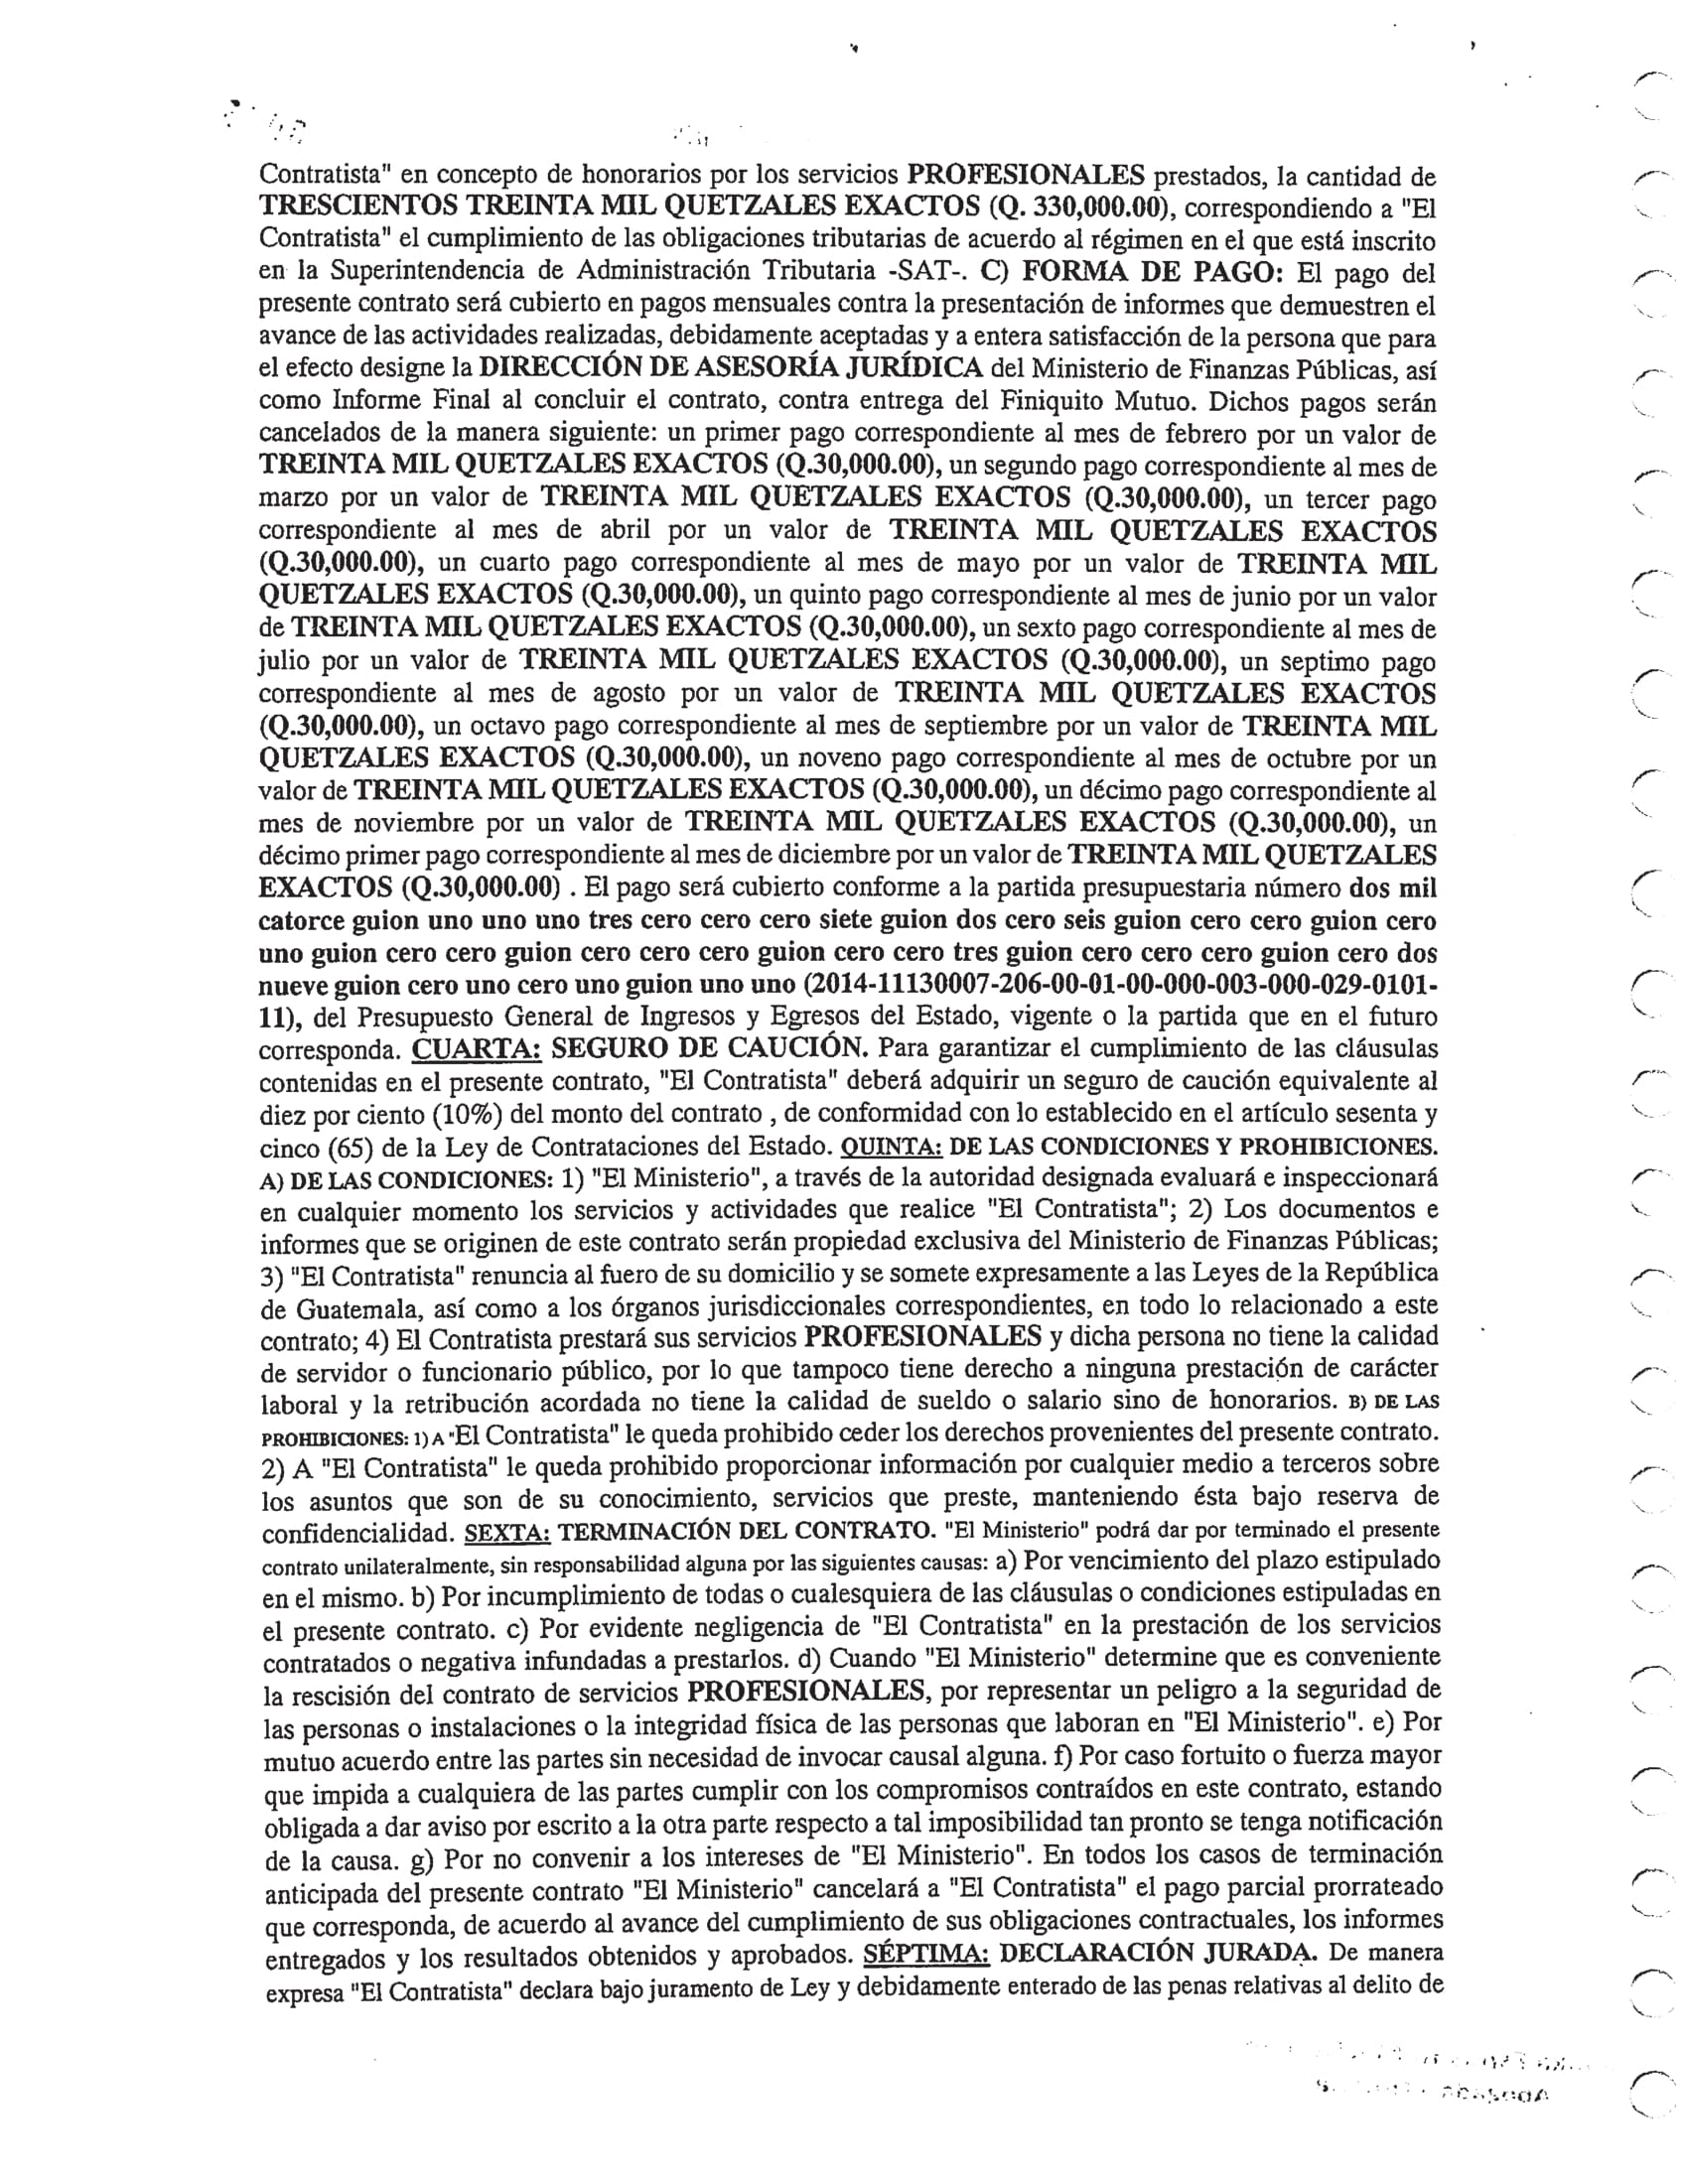 Contratista" en concepto de honorarios por los servicios PROFESIONALES prestados, la cantidad de
TRESCIENTOS TREINTA MIL QUETZALES EXACTOS (Q. 330,000.00), correspondiendo a "El
Contratista" el cumplimiento de las obligaciones tributarias de acuerdo al régimen en el que está inscrito
en la Superintendencia de Administración Tributaria -SAT-. C) FORMA DE PAGO: El pago del
presente contrato será cubierto en pagos mensuales contra la presentación de informes que demuestren el
avance de las actividades realizadas, debidamente aceptadas y a entera satisfacción de la persona que para
el efecto designe la DIRECCIÓN DE ASESORÍA JURÍDICA del Ministerio de Finanzas Públicas, así
como Informe Final al concluir el contrato, contra entrega del Finiquito Mutuo. Dichos pagos serán
cancelados de la manera siguiente: un primer pago correspondiente al mes de febrero por un valor de
TREINTA MIL QUETZALES EXACTOS (Q.30,000.00), un segundo pago correspondiente al mes de
marzo por un valor de TREINTA MIL QUETZALES EXACTOS (Q.30,000.00), un tercer pago
correspondiente al mes de abril por un valor de TREINTA MIL QUETZALES EXACTOS
(Q.30,000.00), un cuarto pago correspondiente al mes de mayo por un valor de TREINTA MIL
QUETZALES EXACTOS (Q.30,000.00), un quinto pago correspondiente al mes de junio por un valor
de TREINTA MIL QUETZALES EXACTOS (Q.30,000.00), un sexto pago correspondiente al mes de
julio por un valor de TREINTA MIL QUETZALES EXACTOS (Q.30,000.00), un septimo pago
correspondiente al mes de agosto por un valor de TREINTA MIL QUETZALES EXACTOS
(Q.30,000.00), un octavo pago correspondiente al mes de septiembre por un valor de TREINTA MIL
QUETZALES EXACTOS (Q.30,000.00), un noveno pago correspondiente al mes de octubre por un
valor de TREINTA MIL QUETZALES EXACTOS (Q.30,000.00), un décimo pago correspondiente al
mes de noviembre por un valor de TREINTA MIL QUETZALES EXACTOS (Q.30,000.00), un
décimo primer pago correspondiente al mes de diciembre por un valor de TREINTA MIL QUETZALES
EXACTOS (Q.30,000.00) . El pago será cubierto conforme a la partida presupuestaria número dos mil
catorce guion uno uno uno tres cero cero cero siete guion dos cero seis guion cero cero guion cero
uno guion cero cero guion cero cero cero guion cero cero tres guion cero cero cero guion cero dos
nueve guion cero uno cero uno guion uno uno (2014-11130007-206-00-01-00-000-003-000-029-0101-
11), del Presupuesto General de Ingresos y Egresos del Estado, vigente o la partida que en el futuro
corresponda. CUARTA: SEGURO DE CAUCIÓN. Para garantizar el cumplimiento de las cláusulas
contenidas en el presente contrato, "El Contratista" deberá adquirir un seguro de caución equivalente al
diez por ciento (10%) del monto del contrato , de conformidad con lo establecido en el artículo sesenta y
cinco (65) de la Ley de Contrataciones del Estado. QUINTA: DE LAS CONDICIONES Y PROHIBICIONES.
A) DE LAS CONDICIONES: 1) "El Ministerio", a través de la autoridad designada evaluará e inspeccionará
en cualquier momento los servicios y actividades que realice "El Contratista"; 2) Los documentos e
informes que se originen de este contrato serán propiedad exclusiva del Ministerio de Finanzas Públicas;
3) "El Contratista" renuncia al fuero de su domicilio y se somete expresamente a las Leyes de la República
de Guatemala, así como a los órganos jurisdiccionales correspondientes, en todo lo relacionado a este
contrato; 4) El Contratista prestará sus servicios PROFESIONALES y dicha persona no tiene la calidad
de servidor o funcionario público, por lo que tampoco tiene derecho a ninguna prestación de carácter
laboral y la retribución acordada no tiene la calidad de sueldo o salario sino de honorarios. B) DE LAS
PROHIBICIONES: 1) A "El Contratista" le queda prohibido ceder los derechos provenientes del presente contrato.
2) A "El Contratista" le queda prohibido proporcionar información por cualquier medio a terceros sobre
los asuntos que son de su conocimiento, servicios que preste, manteniendo ésta bajo reserva de
confidencialidad. SEXTA: TERMINACIÓN DEL CONTRATO. "El Ministerio" podrá dar por terminado el presente
contrato unilateralmente, sin responsabilidad alguna por las siguientes causas: a) Por vencimiento del plazo estipulado
en el mismo. b) Por incumplimiento de todas o cualesquiera de las cláusulas o condiciones estipuladas en
el presente contrato. c) Por evidente negligencia de "El Contratista" en la prestación de los servicios
contratados o negativa infundadas a prestarlos. d) Cuando "El Ministerio" determine que es conveniente
la rescisión del contrato de servicios PROFESIONALES, por representar un peligro a la seguridad de
las personas o instalaciones o la integridad física de las personas que laboran en "El Ministerio". e) Por
mutuo acuerdo entre las partes sin necesidad de invocar causal alguna. f) Por caso fortuito o fuerza mayor
que impida a cualquiera de las partes cumplir con los compromisos contraídos en este contrato, estando
obligada a dar aviso por escrito a la otra parte respecto a tal imposibilidad tan pronto se tenga notificación
de la causa. g) Por no convenir a los intereses de "El Ministerio". En todos los casos de terminación
anticipada del presente contrato "El Ministerio" cancelará a "El Contratista" el pago parcial prorrateado
que corresponda, de acuerdo al avance del cumplimiento de sus obligaciones contractuales, los informes
entregados y los resultados obtenidos y aprobados. SÉPTIMA: DECLARACIÓN JURADA. De manera
expresa "El Contratista" declara bajo juramento de Ley y debidamente enterado de las penas relativas al delito de